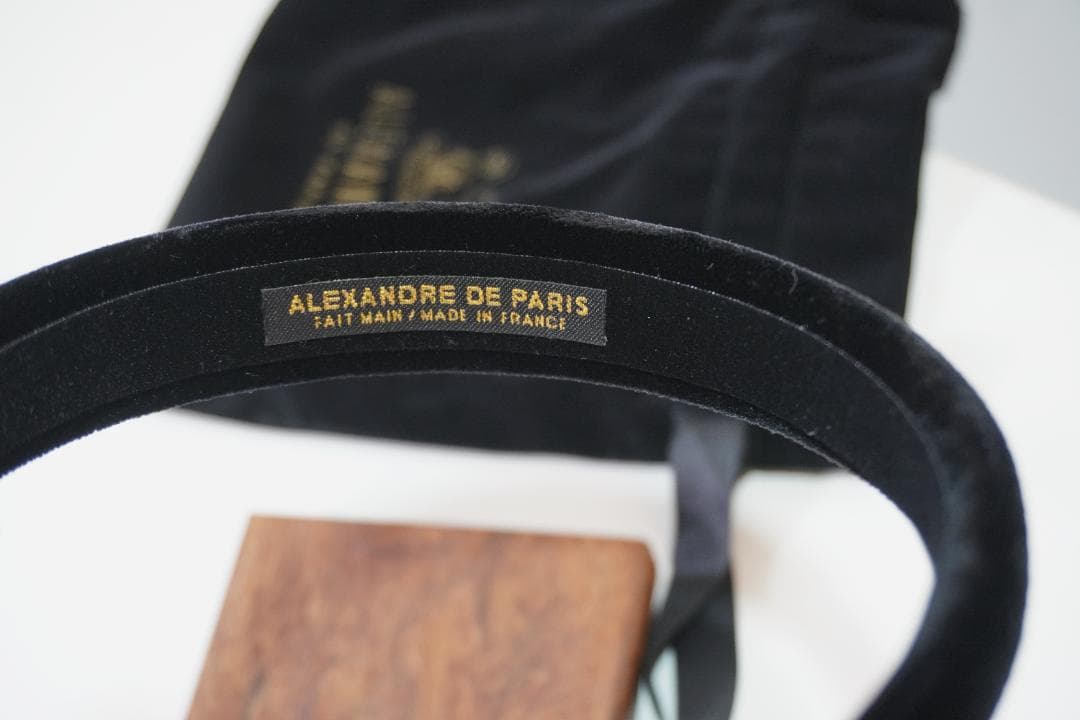 ALEXANDRE DE PARIS
FAIT MAIN / MADE IN FRANCE